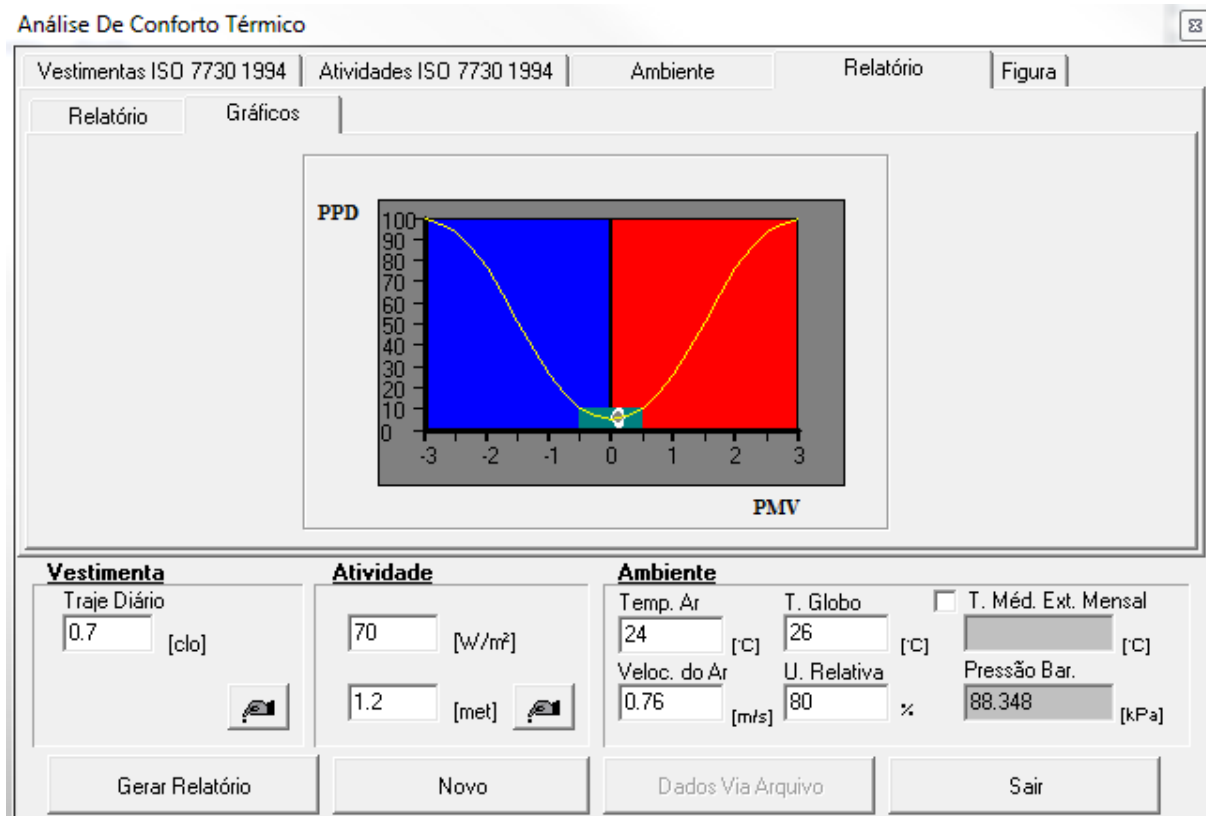 Análise De Conforto Térmico
Vestimentas ISO 7730 1994 Atividades ISO 7730 1994 Ambiente Relatório Figura
Relatório Gráficos
PPD
100
90
80
70
60
50
40
30
20
10
0
-3 -2 -1 0 1 2 3
PMV
Vestimenta Atividade Ambiente
Traje Diário Temp. Ar T. Globo T. Méd. Ext. Mensal
0.7 [clo] 70 [W/m²] 24 [°C] 26 [°C] [°C]
Veloc. do Ar U. Relativa Pressão Bar.
1.2 [met] 0.76 [m/s] 80 % 88.348 [kPa]
Gerar Relatório Novo Dados Via Arquivo Sair